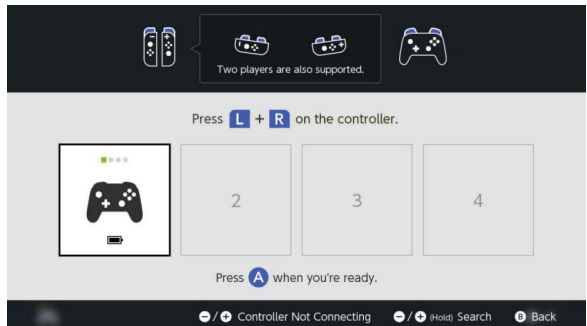 Two players are also supported.
Press L + R on the controller.
2
3
4
Press A when you're ready.
-/+ Controller Not Connecting -/+ (Hold) Search B Back